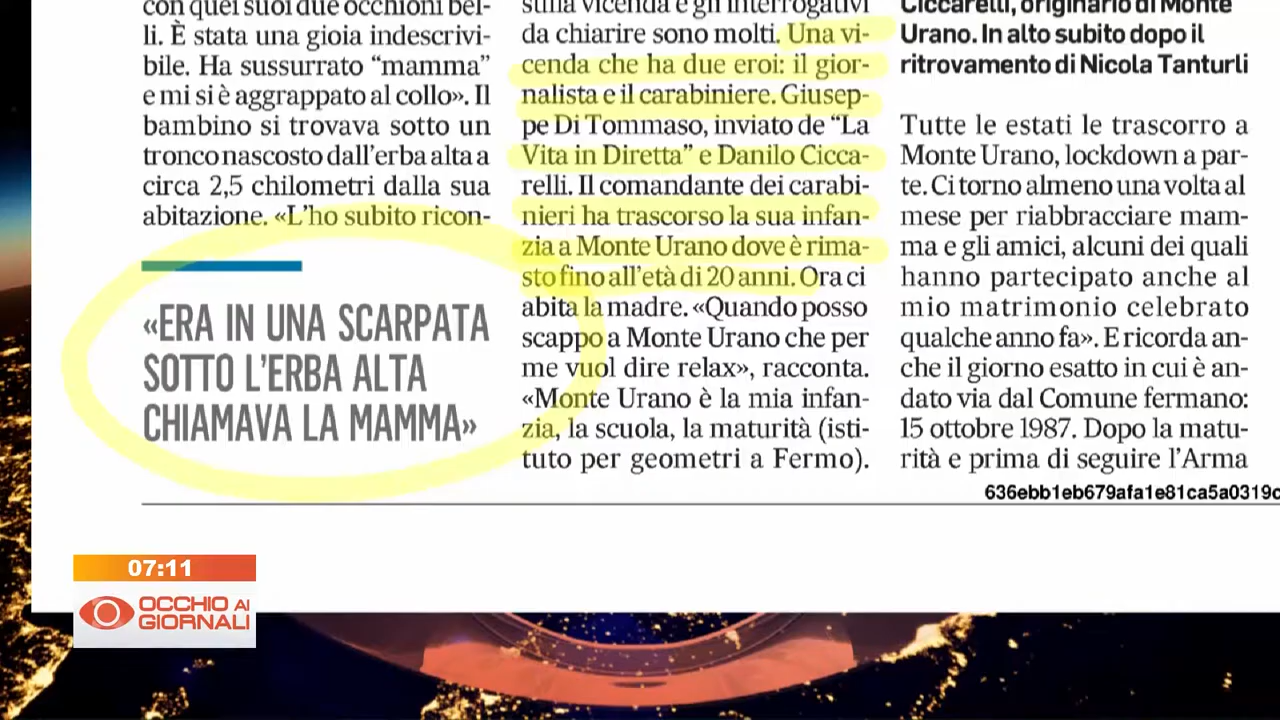 con quei suoi due occhioni bel-
li. È stata una gioia indescrivi-
bile. Ha sussurrato “mamma”
e mi si è aggrappato al collo». Il
bambino si trovava sotto un
tronco nascosto dall'erba alta a
circa 2,5 chilometri dalla sua
abitazione. «L'ho subito ricon-
«ERA IN UNA SCARPATA
SOTTO L'ERBA ALTA
CHIAMAVA LA MAMMA»
sulla vicenda e gli interrogativi
da chiarire sono molti. Una vi-
cenda che ha due eroi: il gior-
nalista e il carabiniere. Giusep-
pe Di Tommaso, inviato de “La
Vita in Diretta” e Danilo Cicca-
relli. Il comandante dei carabi-
nieri ha trascorso la sua infan-
zia a Monte Urano dove è rima-
sto fino all'età di 20 anni. Ora ci
abita la madre. «Quando posso
scappo a Monte Urano che per
me vuol dire relax», racconta.
«Monte Urano è la mia infan-
zia, la scuola, la maturità (isti-
tuto per geometri a Fermo).
Ciccarelli, originario di Monte
Urano. In alto subito dopo il
ritrovamento di Nicola Tanturli
Tutte le estati le trascorro a
Monte Urano, lockdown a par-
te. Ci torno almeno una volta al
mese per riabbracciare mam-
ma e gli amici, alcuni dei quali
hanno partecipato anche al
mio matrimonio celebrato
qualche anno fa». E ricorda an-
che il giorno esatto in cui è an-
dato via dal Comune fermano:
15 ottobre 1987. Dopo la matu-
rità e prima di seguire l'Arma
636ebb1eb679afa1e81ca5a0319c
07:11
OCCHIO AI
GIORNALI